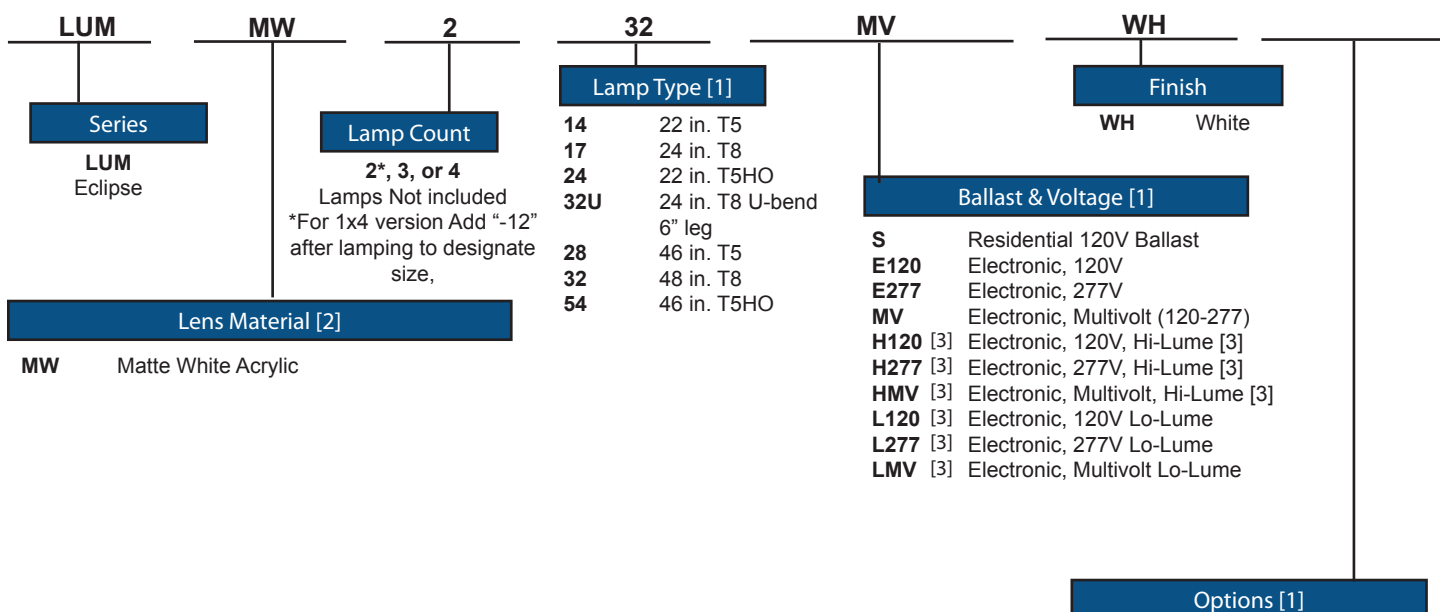 LUM MW 2 32 MV WH
Series
LUM
Eclipse
Lens Material [2]
MW Matte White Acrylic
Lamp Count
2*, 3, or 4
Lamps Not included
*For 1x4 version Add “-12”
after lamping to designate
size,
Lamp Type [1]
14 22 in. T5
17 24 in. T8
24 22 in. T5HO
32U 24 in. T8 U-bend
6” leg
28 46 in. T5
32 48 in. T8
54 46 in. T5HO
Ballast & Voltage [1]
S Residential 120V Ballast
E120 Electronic, 120V
E277 Electronic, 277V
MV Electronic, Multivolt (120-277)
H120 [3] Electronic, 120V, Hi-Lume [3]
H277 [3] Electronic, 277V, Hi-Lume [3]
HMV [3] Electronic, Multivolt, Hi-Lume [3]
L120 [3] Electronic, 120V Lo-Lume
L277 [3] Electronic, 277V Lo-Lume
LMV [3] Electronic, Multivolt Lo-Lume
Finish
WH White
Options [1]